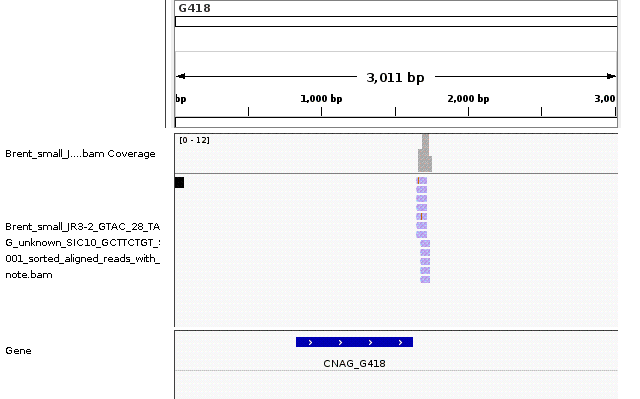 G418
3,011 bp
bp 1,000 bp 2,000 bp 3,00
[0 - 12]
Brent_small_J....bam Coverage
Brent_small_JR3-2_GTAC_28_TA
G_unknown_SIC10_GCTTCTGT_
001_sorted_aligned_reads_with_
note.bam
Gene
CNAG_G418